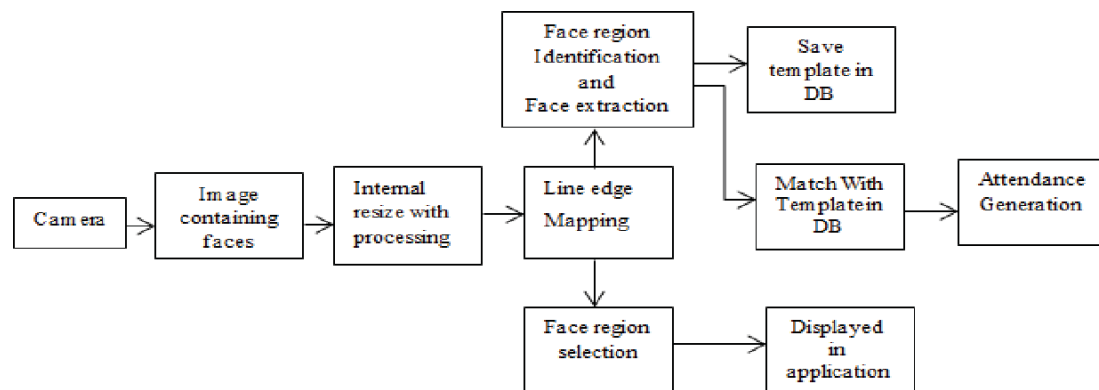 Camera
Image
containing
faces
Internal
resize with
processing
Line edge
Mapping
Face region
Identification
and
Face extraction
Save
template in
DB
Match With
Template in
DB
Attendance
Generation
Face region
selection
Displayed
in
application